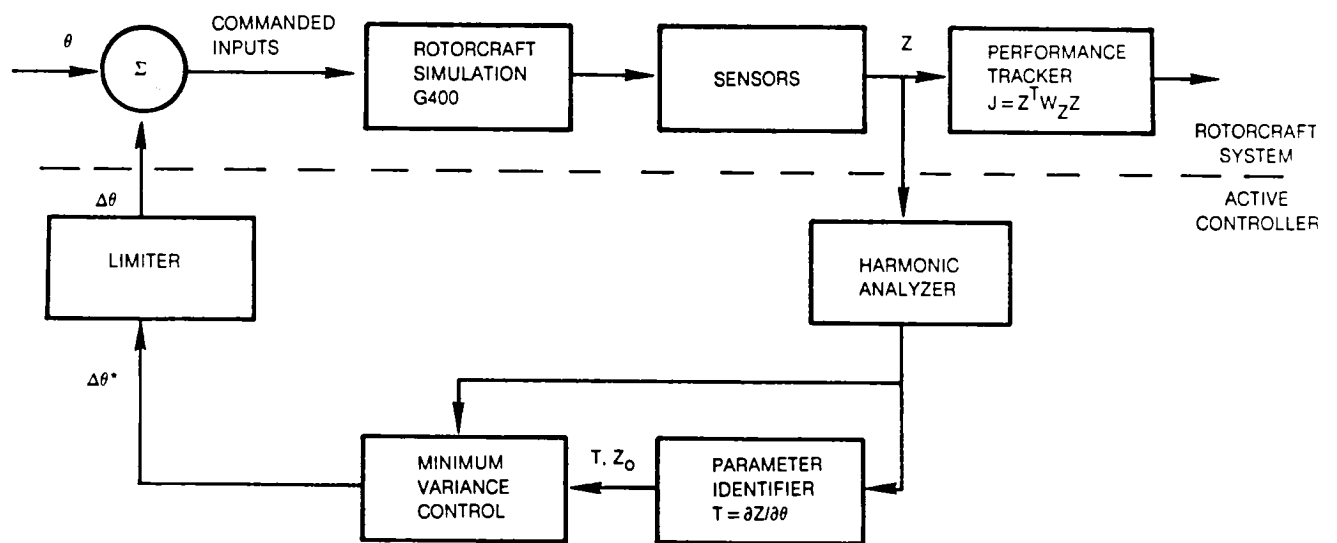 θ
Σ
COMMANDED
INPUTS
ROTORCRAFT
SIMULATION
G400
SENSORS
Z
PERFORMANCE
TRACKER
J = Z^T W_Z Z
ROTORCRAFT
SYSTEM
ACTIVE
CONTROLLER
Δθ
LIMITER
HARMONIC
ANALYZER
Δθ*
MINIMUM
VARIANCE
CONTROL
T, Z_O
PARAMETER
IDENTIFIER
T = ∂Z/∂θ